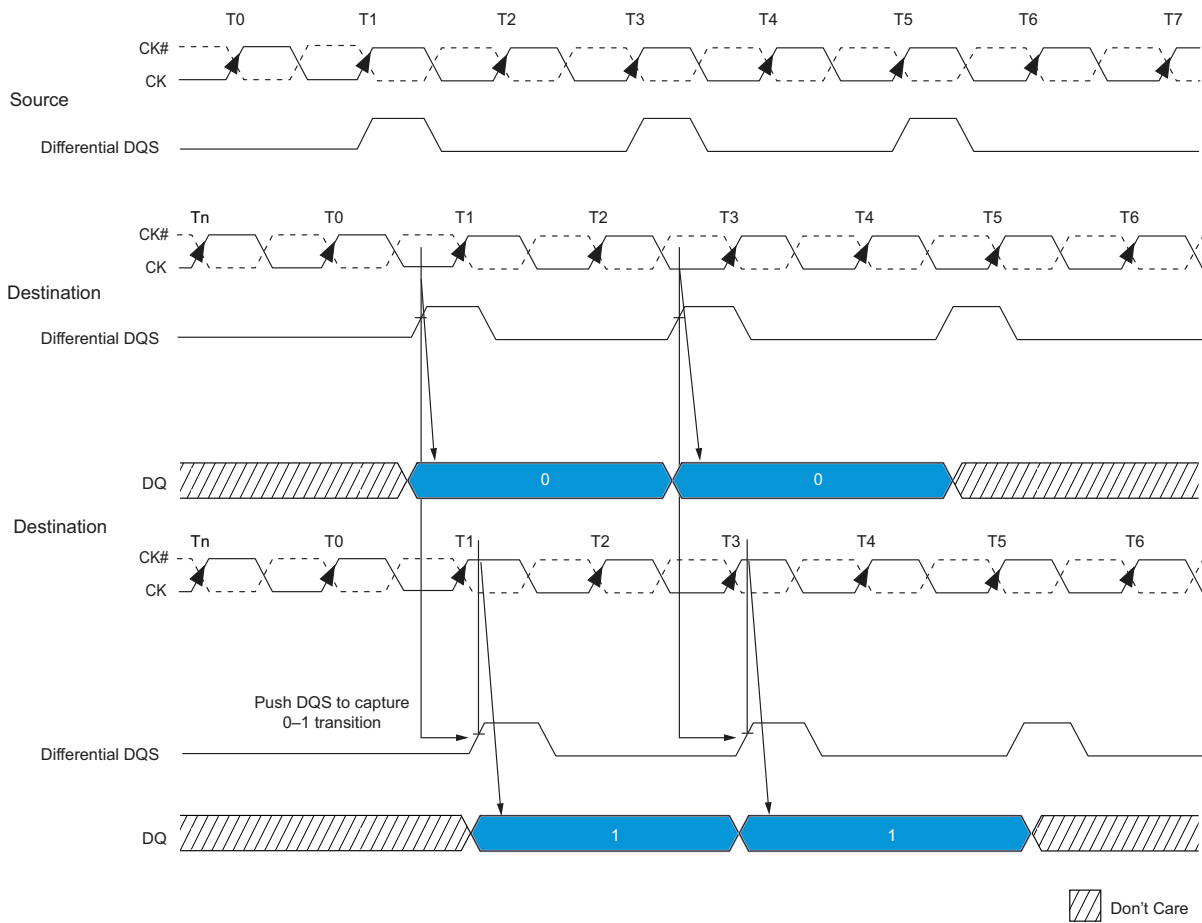 T0 T1 T2 T3 T4 T5 T6 T7
CK#
CK
Source
Differential DQS
Tn T0 T1 T2 T3 T4 T5 T6
CK#
CK
Destination
Differential DQS
DQ 0 0
Destination
Tn T0 T1 T2 T3 T4 T5 T6
CK#
CK
Push DQS to capture
0–1 transition
Differential DQS
DQ 1 1
Don't Care